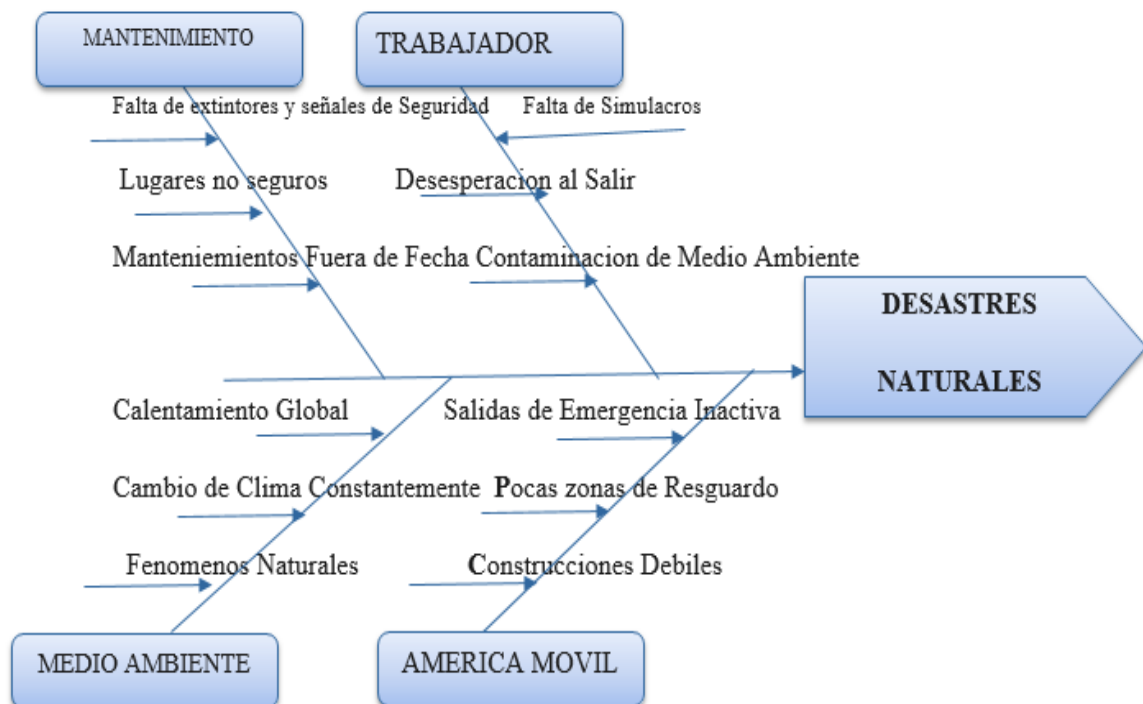 MANTENIMIENTO
TRABAJADOR
Falta de extintores y señales de Seguridad
Falta de Simulacros
Lugares no seguros
Desesperacion al Salir
Manteniemientos Fuera de Fecha
Contaminacion de Medio Ambiente
DESASTRES
NATURALES
Calentamiento Global
Salidas de Emergencia Inactiva
Cambio de Clima Constantemente
Pocas zonas de Resguardo
Fenomenos Naturales
Construcciones Debiles
MEDIO AMBIENTE
AMERICA MOVIL